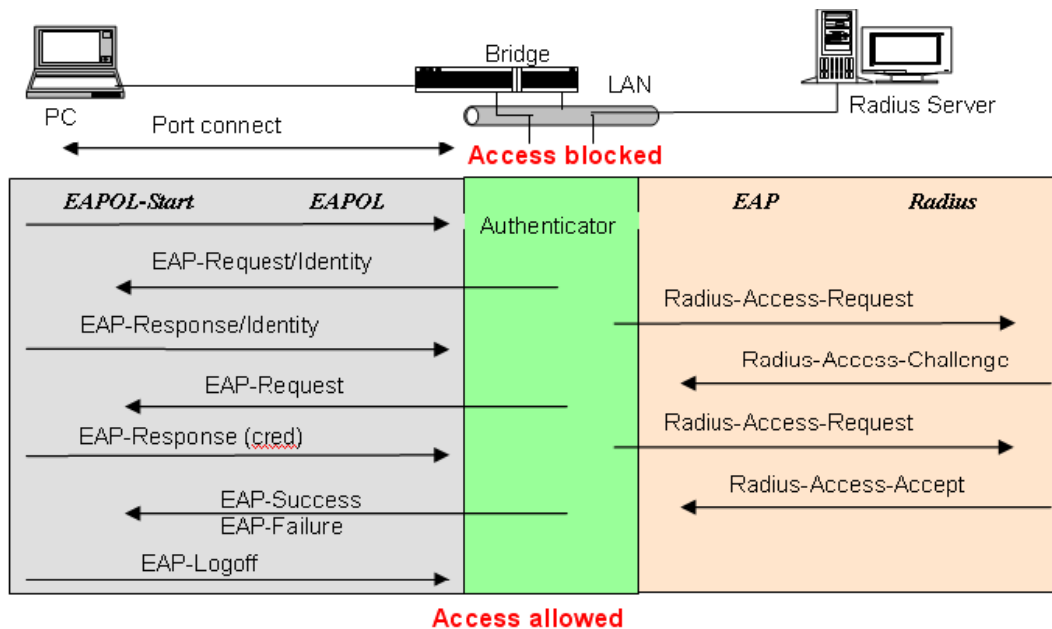 Bridge
LAN
PC
Radius Server
Port connect
Access blocked
EAPOL-Start EAPOL
Authenticator
EAP Radius
EAP-Request/Identity
Radius-Access-Request
EAP-Response/Identity
Radius-Access-Challenge
EAP-Request
Radius-Access-Request
EAP-Response (cred)
Radius-Access-Accept
EAP-Success
EAP-Failure
EAP-Logoff
Access allowed